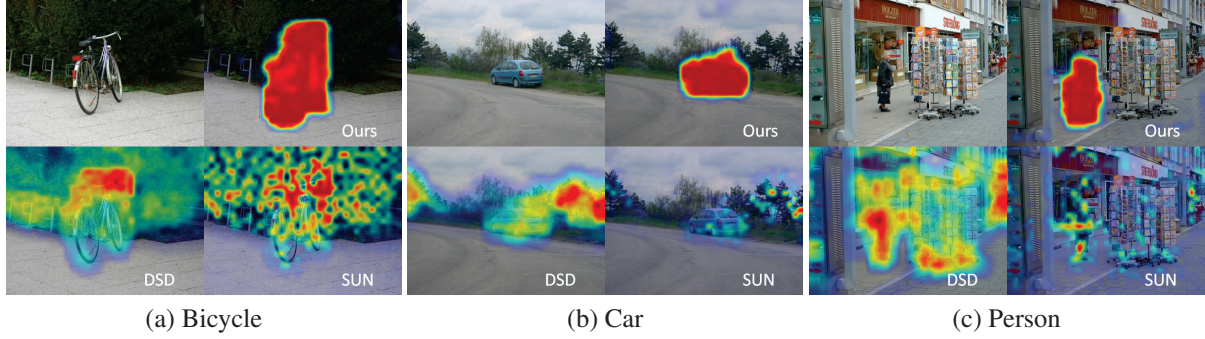 Ours
Ours
Ours
DSD
SUN
DSD
SUN
DSD
SUN
(a) Bicycle
(b) Car
(c) Person